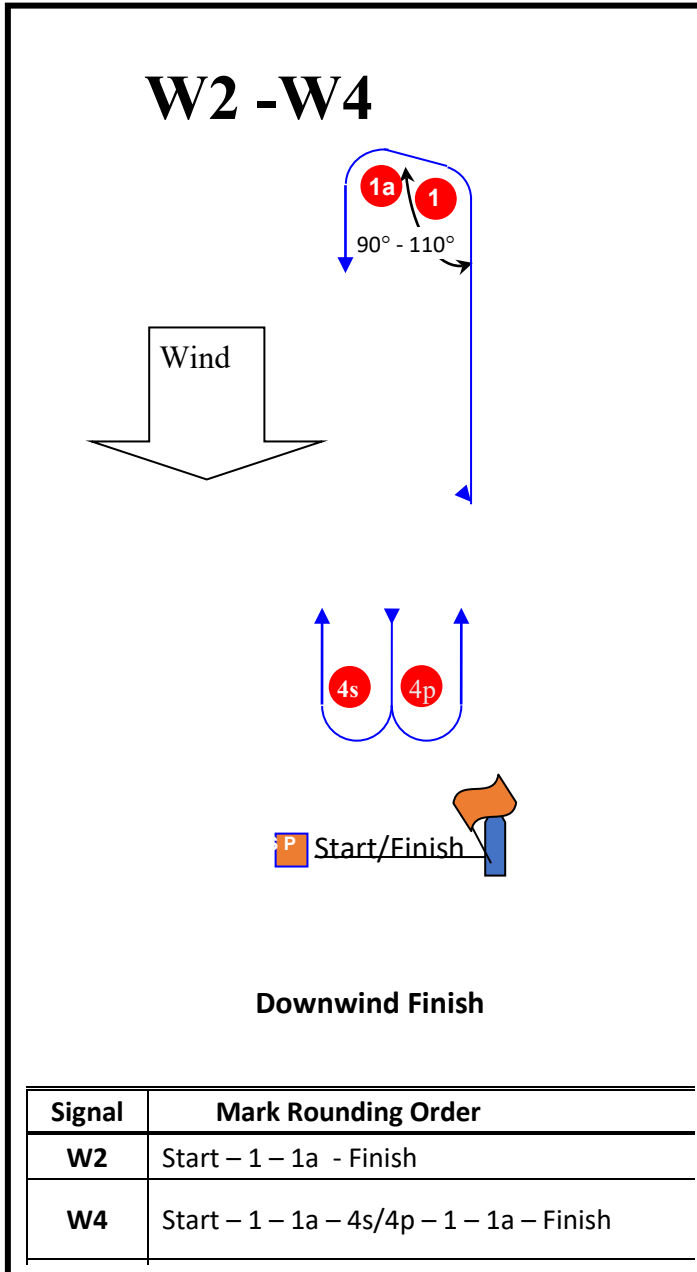 W2 -W4
1a
1
90° - 110°
Wind
4s
4p
P Start/Finish
Downwind Finish
Signal Mark Rounding Order
W2 Start – 1 – 1a - Finish
W4 Start – 1 – 1a – 4s/4p – 1 – 1a – Finish